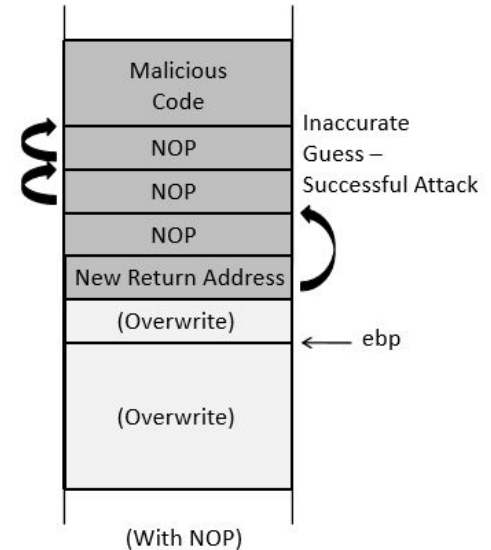 Malicious
Code
Inaccurate
Guess –
Successful Attack
NOP
NOP
NOP
New Return Address
(Overwrite)
ebp
(Overwrite)
(With NOP)